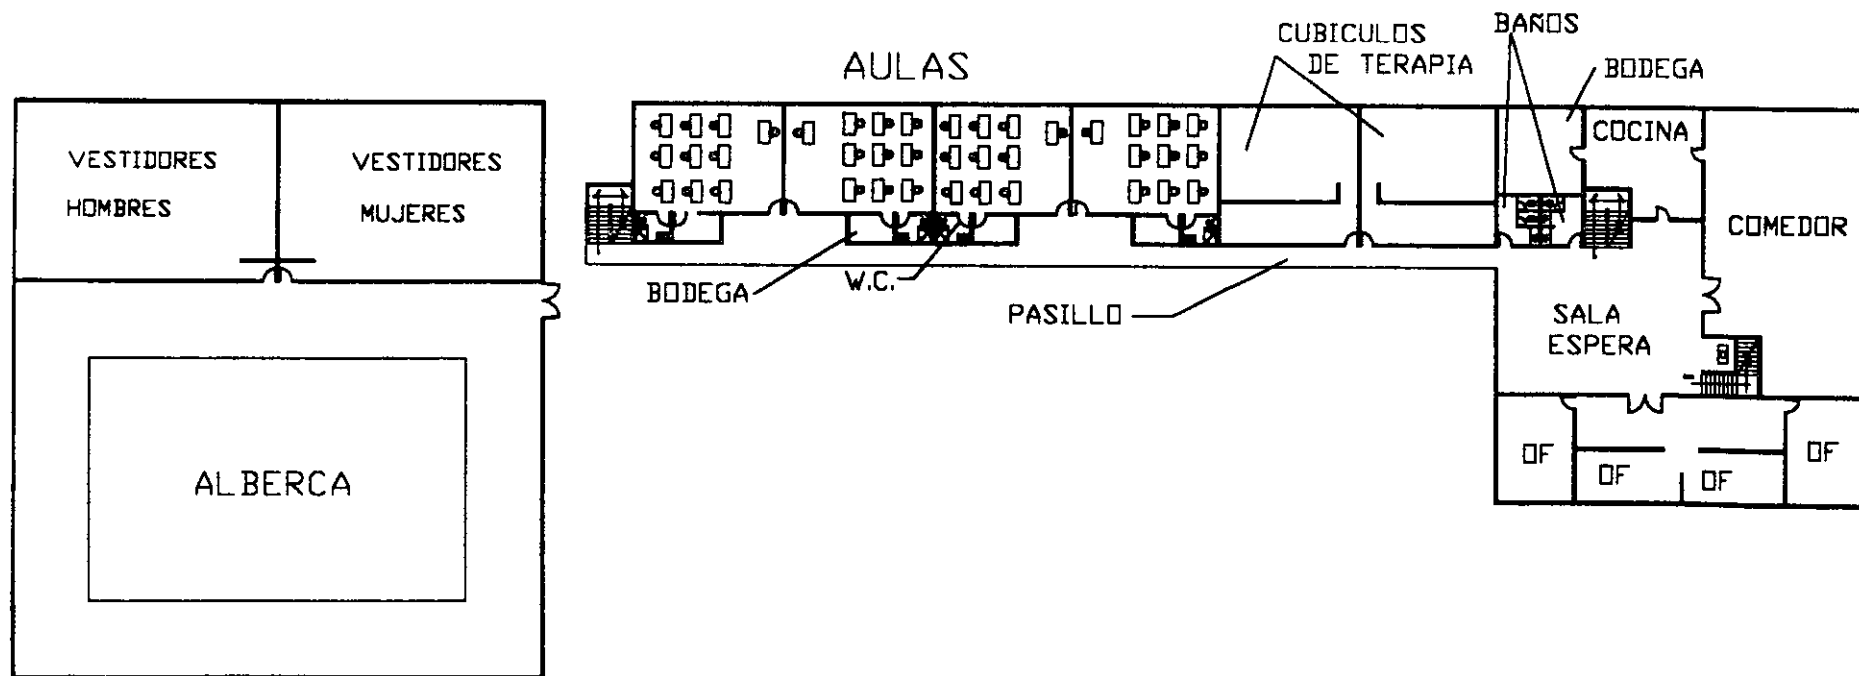 AULAS
CUBICULOS
DE TERAPIA
BAÑOS
BODEGA
VESTIDORES
HOMBRES
VESTIDORES
MUJERES
COCINA
COMEDOR
BODEGA
W.C.
PASILLO
SALA
ESPERA
ALBERCA
OF
OF
OF
OF